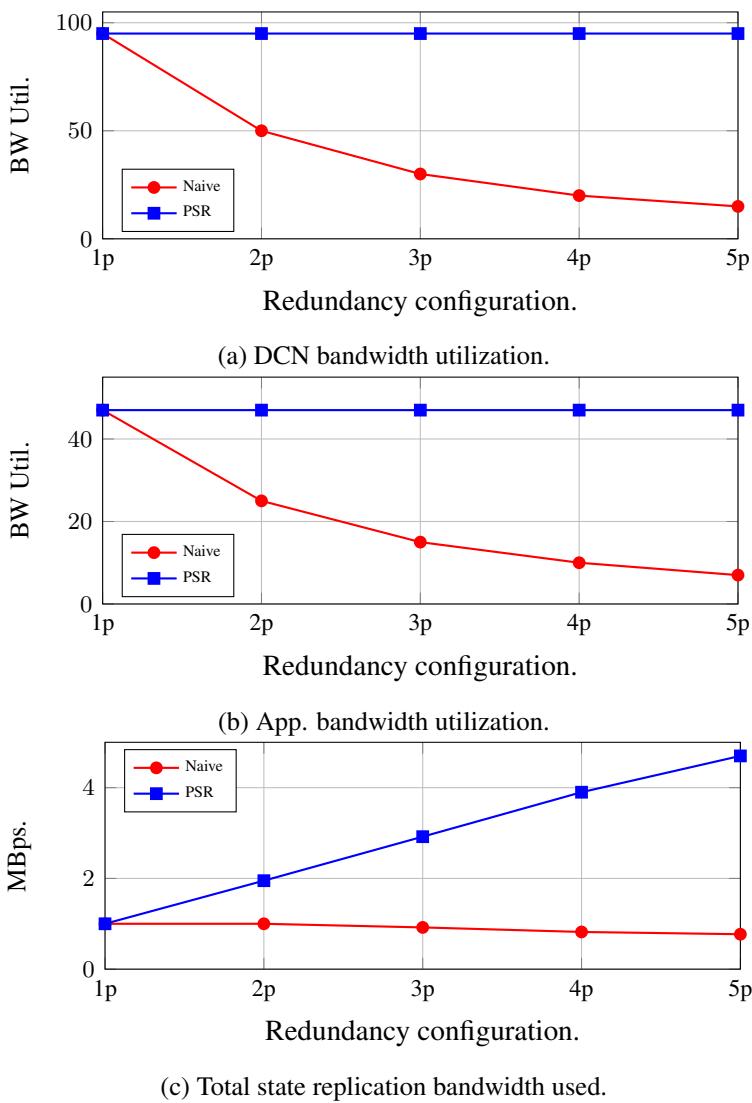 100
50
0
BW Util.
Naive
PSR
1p 2p 3p 4p 5p
Redundancy configuration.
(a) DCN bandwidth utilization.
40
20
0
BW Util.
Naive
PSR
1p 2p 3p 4p 5p
Redundancy configuration.
(b) App. bandwidth utilization.
4
2
0
MBps.
Naive
PSR
1p 2p 3p 4p 5p
Redundancy configuration.
(c) Total state replication bandwidth used.